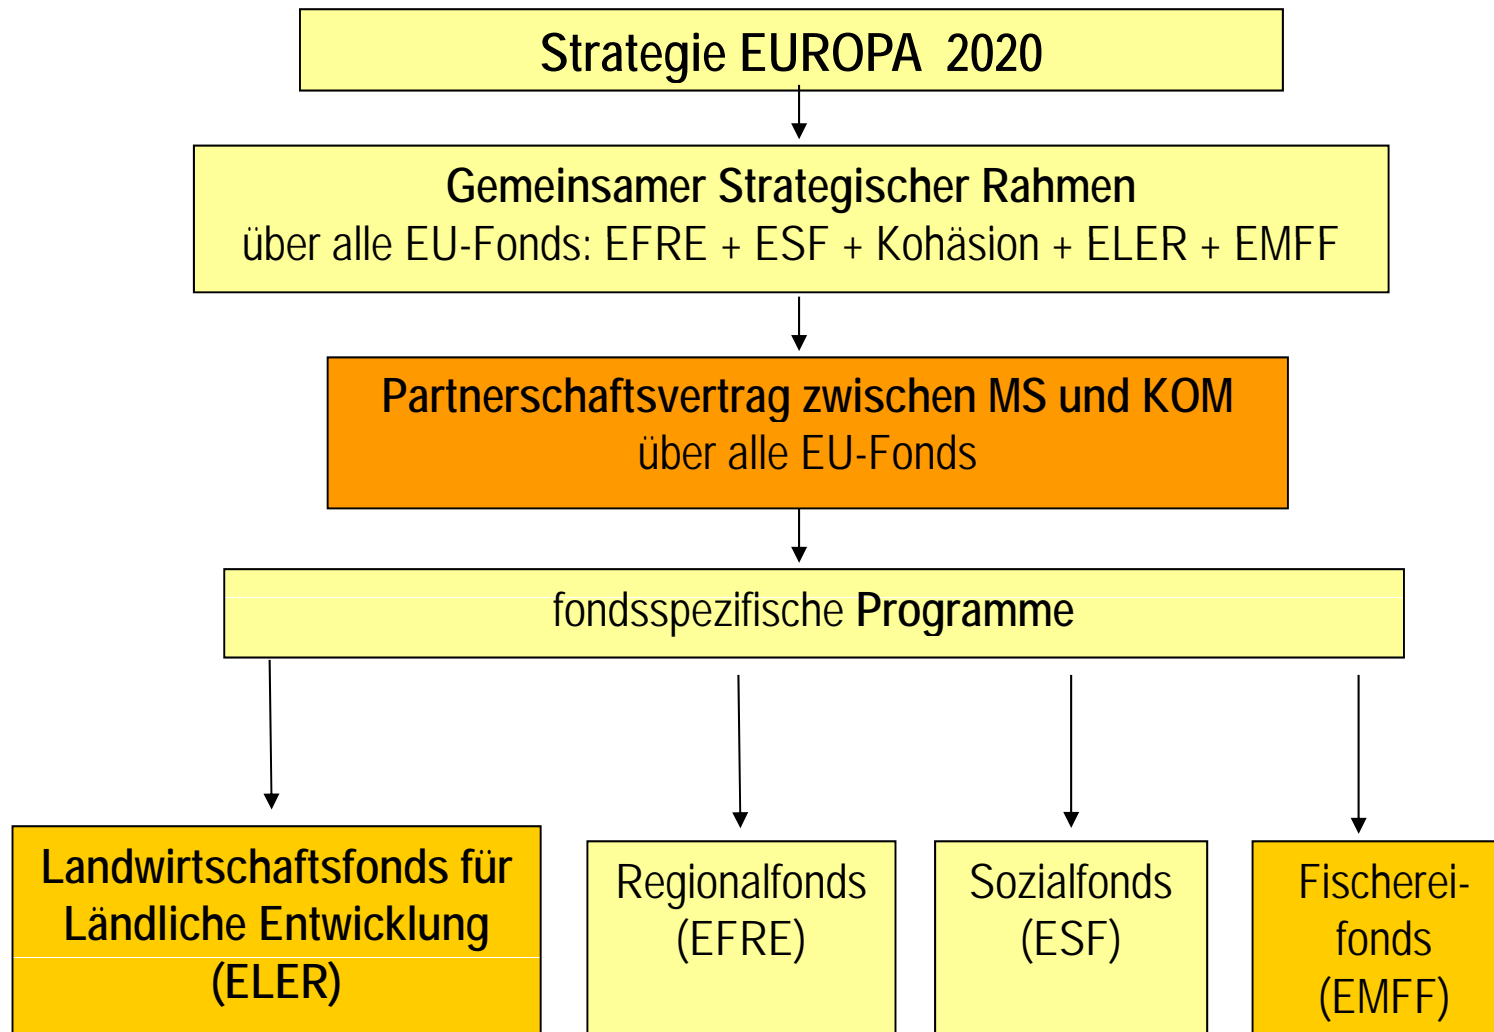 Strategie EUROPA 2020
Gemeinsamer Strategischer Rahmen
über alle EU-Fonds: EFRE + ESF + Kohäsion + ELER + EMFF
Partnerschaftsvertrag zwischen MS und KOM
über alle EU-Fonds
fondsspezifische Programme
Landwirtschaftsfonds für
Ländliche Entwicklung
(ELER)
Regionalfonds
(EFRE)
Sozialfonds
(ESF)
Fischerei-
fonds
(EMFF)